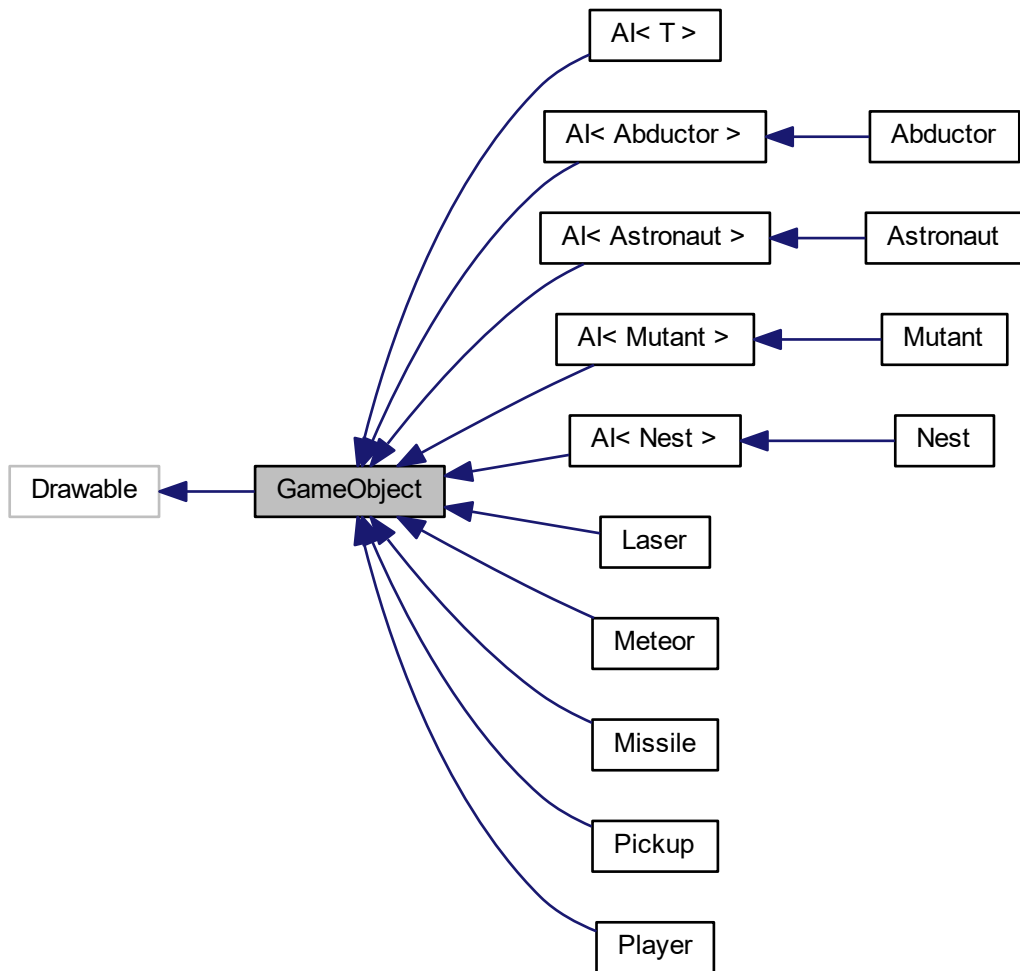 AI< T >
AI< Abductor >
Abductor
AI< Astronaut >
Astronaut
AI< Mutant >
Mutant
AI< Nest >
Nest
Drawable
GameObject
Laser
Meteor
Missile
Pickup
Player